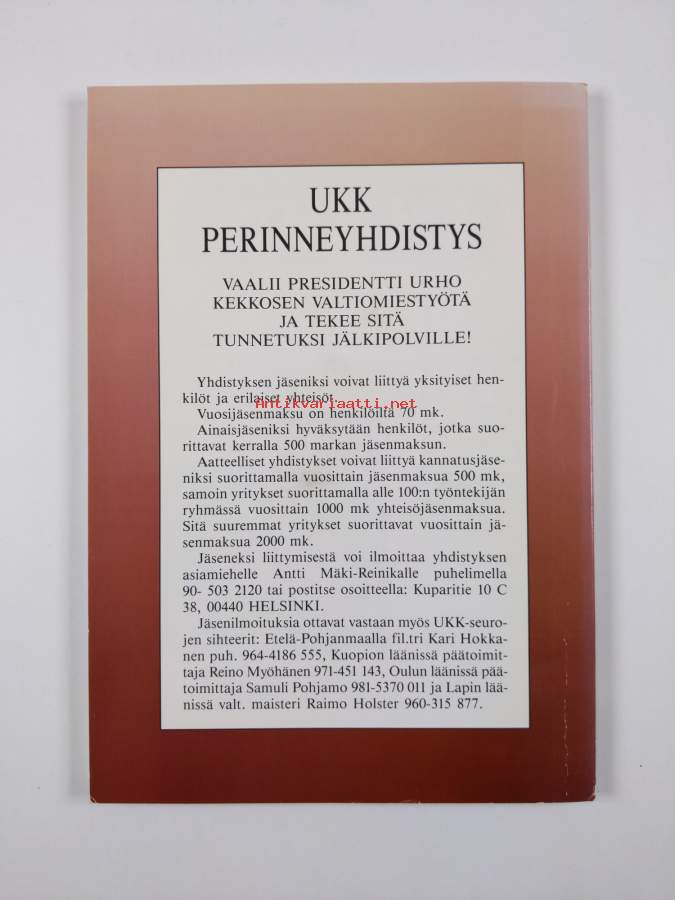 UKK
PERINNEYHDISTYS
VAALII PRESIDENTTI URHO
KEKKOSEN VALTIOMIESTYÖTÄ
JA TEKEE SITÄ
TUNNETUKSI JÄLKIPOLVILLE!
Yhdistyksen jäseniksi voivat liittyä yksityiset hen-
kilöt ja erilaiset yhteisöt.
Antikvariaatti.net
Vuosijäsenmaksu on henkilöiltä 70 mk.
Ainaisjäseniksi hyväksytään henkilöt, jotka suo-
rittavat kerralla 500 markan jäsenmaksun.
Aatteelliset yhdistykset voivat liittyä kannatusjäse-
niksi suorittamalla vuosittain jäsenmaksua 500 mk,
samoin yritykset suorittamalla alle 100:n työntekijän
ryhmässä vuosittain 1000 mk yhteisöjäsenmaksua.
Sitä suuremmat yritykset suorittavat vuosittain jä-
senmaksua 2000 mk.
Jäseneksi liittymisestä voi ilmoittaa yhdistyksen
asiamiehelle Antti Mäki-Reinikalle puhelimella
90- 503 2120 tai postitse osoitteella: Kuparitie 10 C
38, 00440 HELSINKI.
Jäsenilmoituksia ottavat vastaan myös UKK-seuro-
jen sihteerit: Etelä-Pohjanmaalla fil.tri Kari Hokka-
nen puh. 964-4186 555, Kuopion läänissä päätoimit-
taja Reino Myöhänen 971-451 143, Oulun läänissä pää-
toimittaja Samuli Pohjamo 981-5370 011 ja Lapin lää-
nissä valt. maisteri Raimo Holster 960-315 877.